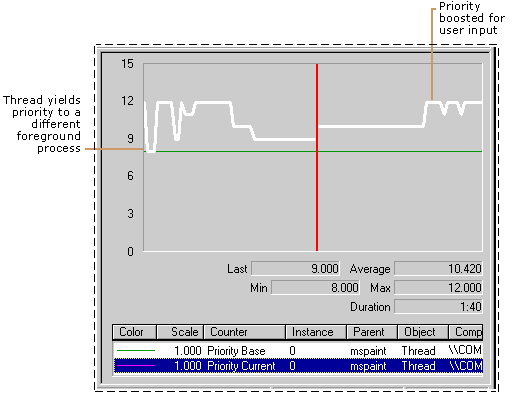 Priority
boosted for
user input
Thread yields
priority to a
different
foreground
process
15
12
9
6
3
0
Last 9.000 Average 10.420
Min 8.000 Max 12.000
Duration 1:40
Color Scale Counter Instance Parent Object Comp
1.000 Priority Base 0 mspaint Thread \\COM
1.000 Priority Current 0 mspaint Thread \\COM